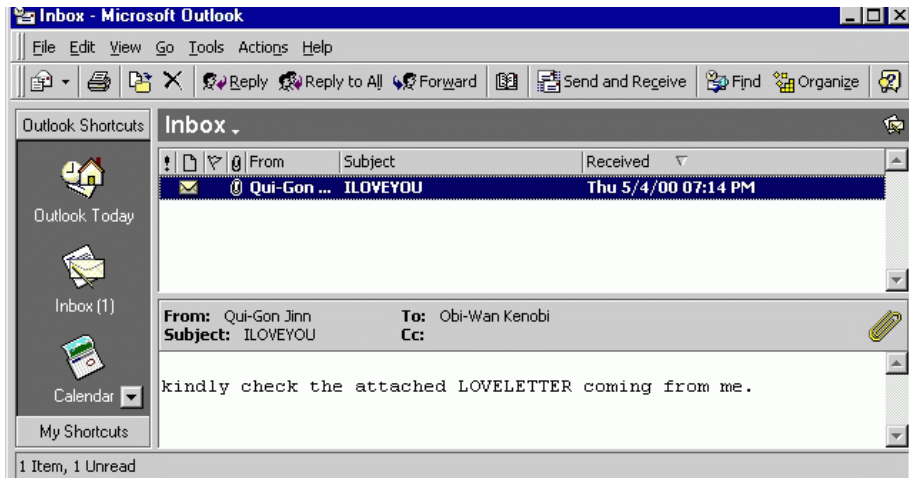 Inbox - Microsoft Outlook
File Edit View Go Tools Actions Help
Reply Reply to All Forward Send and Receive Find Organize
Outlook Shortcuts Inbox
! From Subject Received
Qui-Gon ... ILOVEYOU Thu 5/4/00 07:14 PM
Outlook Today
Inbox (1)
From: Qui-Gon Jinn To: Obi-Wan Kenobi
Subject: ILOVEYOU Cc:
kindly check the attached LOVELETTER coming from me.
Calendar
My Shortcuts
1 Item, 1 Unread